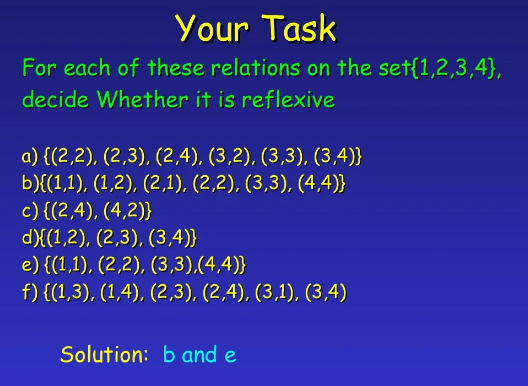 Your Task
For each of these relations on the set{1,2,3,4},
decide Whether it is reflexive
a) {(2,2), (2,3), (2,4), (3,2), (3,3), (3,4)}
b){(1,1), (1,2), (2,1), (2,2), (3,3), (4,4)}
c) {(2,4), (4,2)}
d){(1,2), (2,3), (3,4)}
e) {(1,1), (2,2), (3,3),(4,4)}
f) {(1,3), (1,4), (2,3), (2,4), (3,1), (3,4)
Solution: b and e